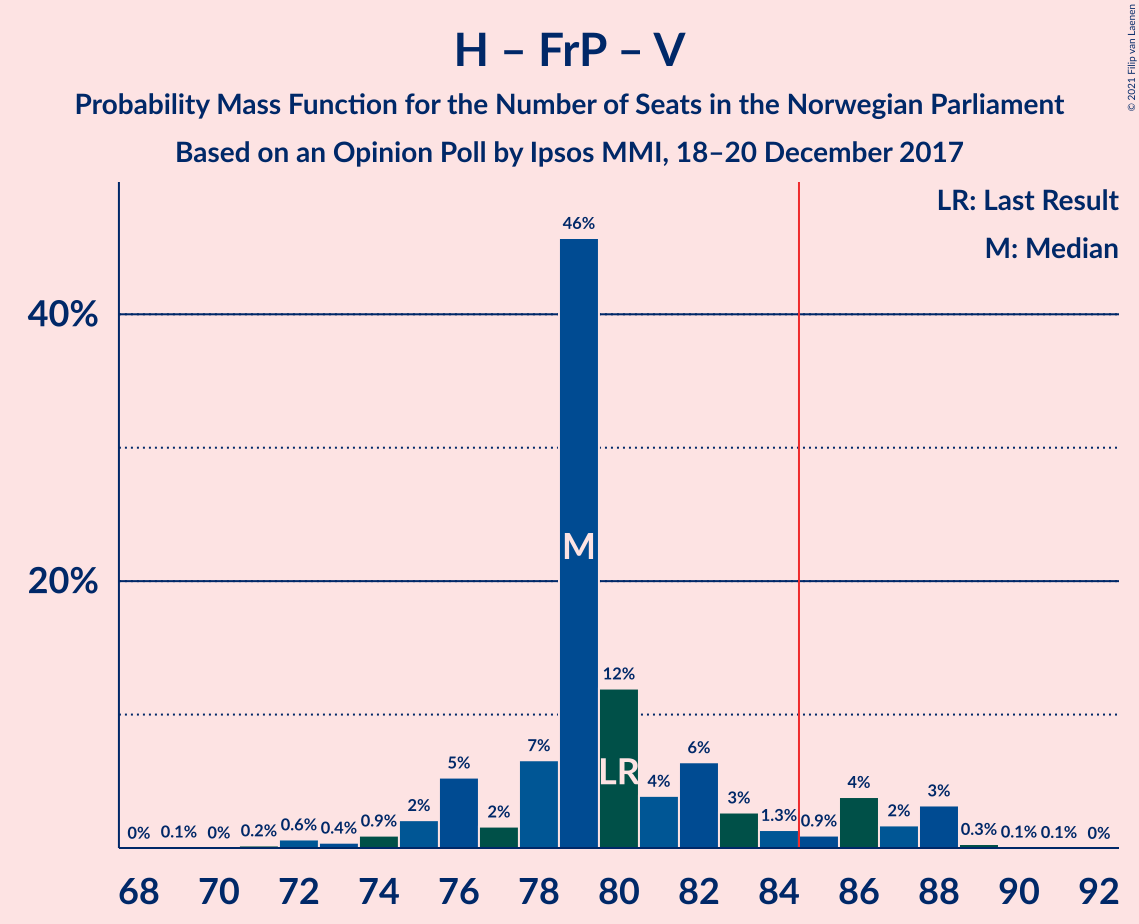 H – FrP – V
Probability Mass Function for the Number of Seats in the Norwegian Parliament
Based on an Opinion Poll by Ipsos MMI, 18–20 December 2017
© 2021 Filip van Laenen
LR: Last Result
M: Median
40%
20%
0% 0.1% 0% 0.2% 0.6% 0.4% 0.9% 2% 5% 2% 7% 46% 12% 4% 6% 3% 1.3% 0.9% 4% 2% 3% 0.3% 0.1% 0.1% 0%
M
LR
68 70 72 74 76 78 80 82 84 86 88 90 92